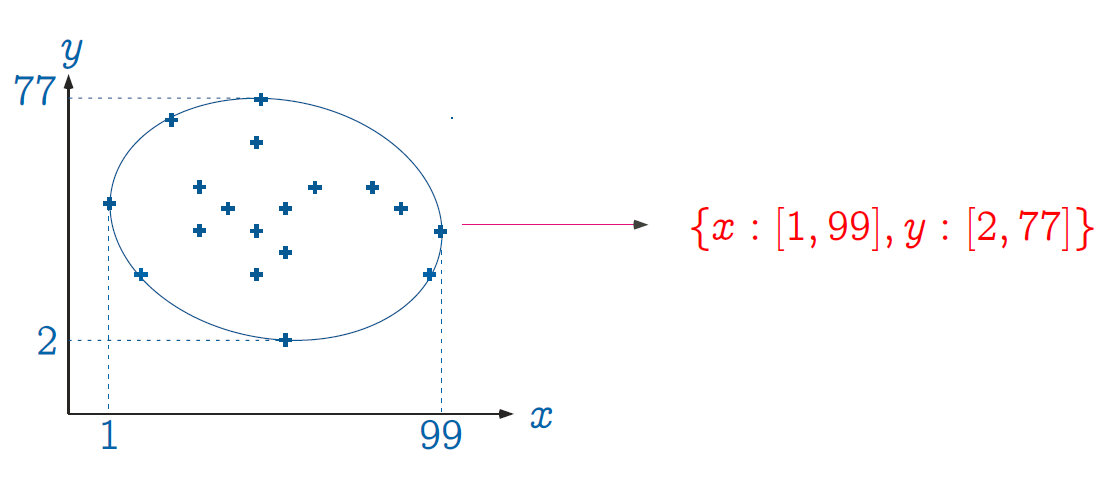 y
77
{x : [1, 99], y : [2, 77]}
2
x
1
99